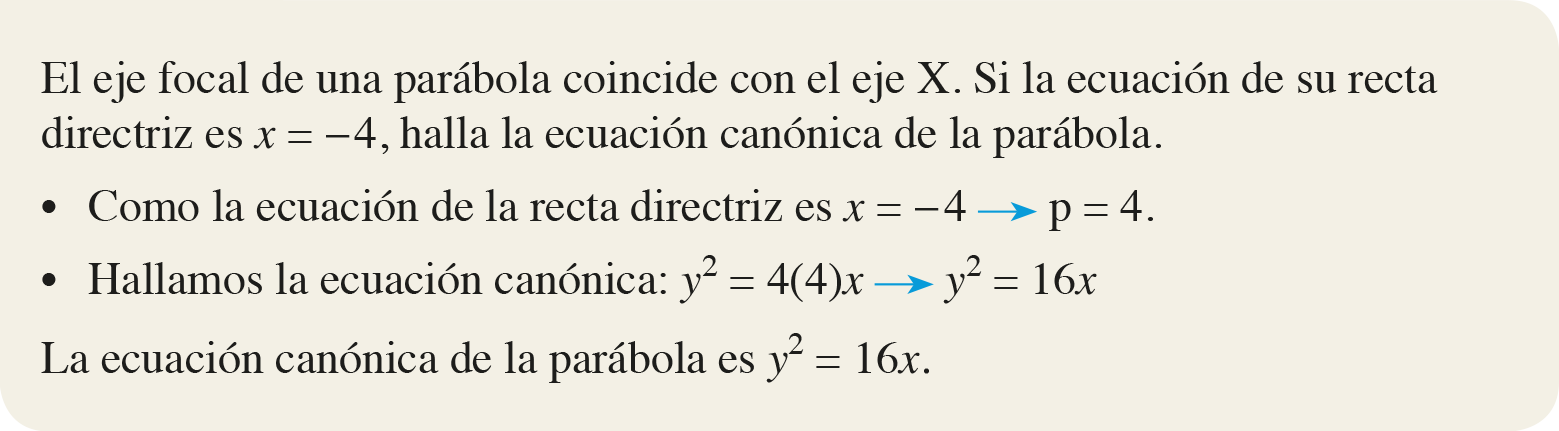 El eje focal de una parábola coincide con el eje X. Si la ecuación de su recta
directriz es x = −4, halla la ecuación canónica de la parábola.
• Como la ecuación de la recta directriz es x = −4 → p = 4.
• Hallamos la ecuación canónica: y² = 4(4)x → y² = 16x
La ecuación canónica de la parábola es y² = 16x.